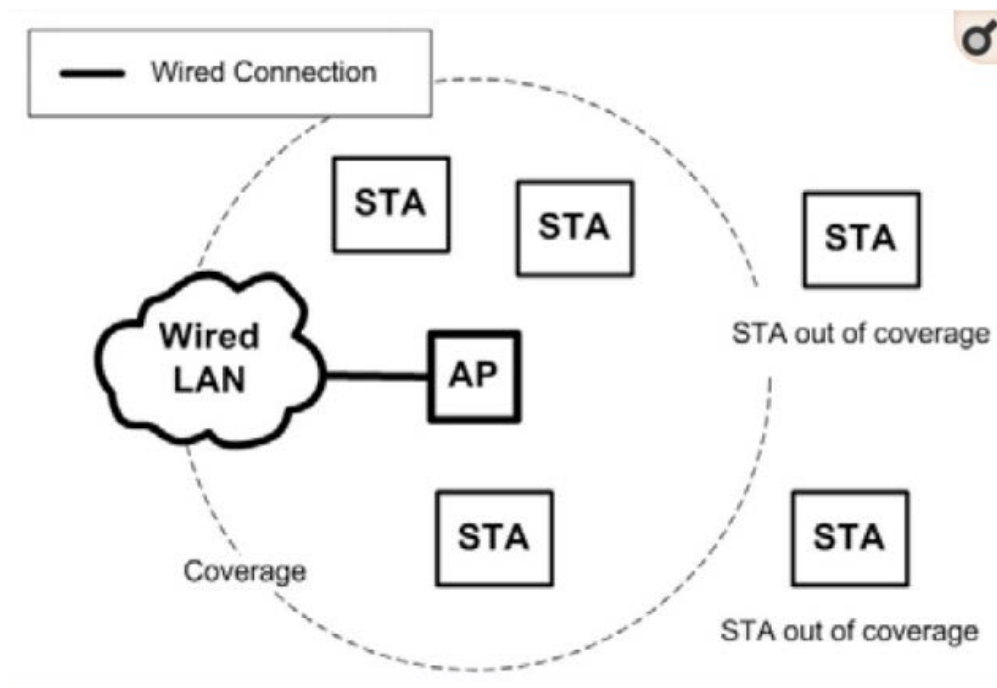 Wired Connection
STA
STA
STA
STA out of coverage
Wired
LAN
AP
STA
STA
Coverage
STA out of coverage